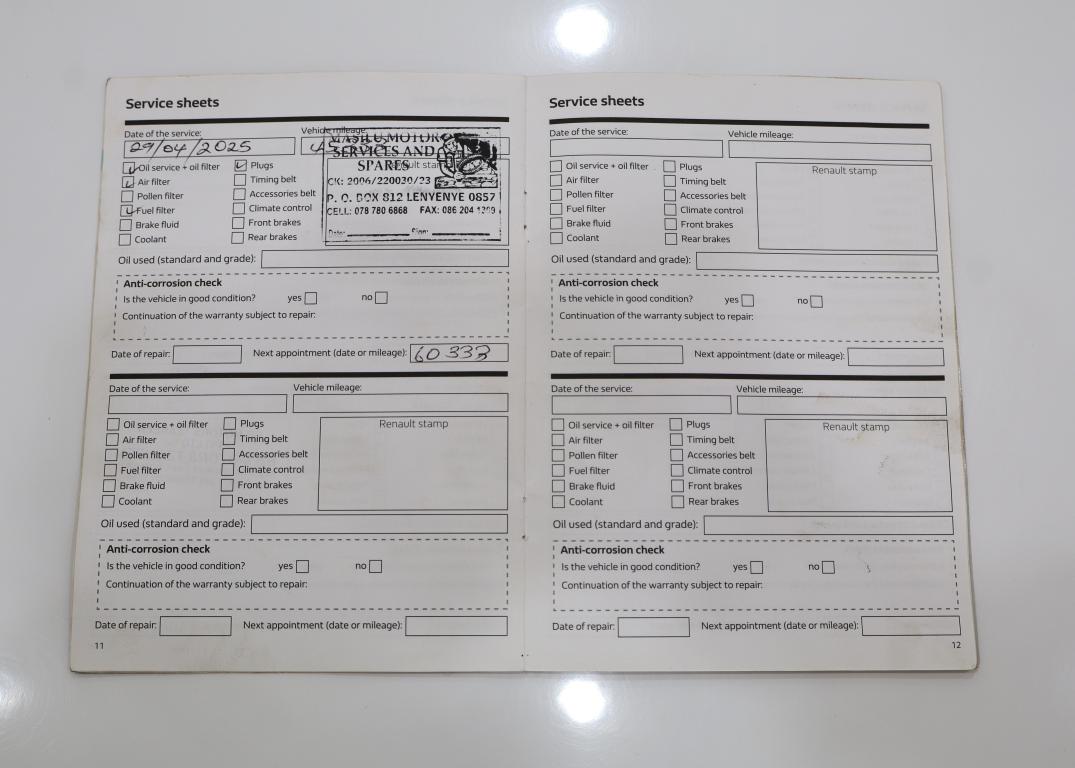 Service sheets
Date of the service: Vehicle mileage:
29/04/2025
MASILU MOTOR
SERVICES AND
SPARES
CK: 2006/220030/23
P. O. BOX 812 LENYENYE 0857
CELL: 078 780 6868 FAX: 086 204 1299
Date: Sign:
Oil service + oil filter Plugs
Air filter Timing belt
Pollen filter Accessories belt
Fuel filter Climate control
Brake fluid Front brakes
Coolant Rear brakes
Oil used (standard and grade):
Anti-corrosion check
Is the vehicle in good condition? yes no
Continuation of the warranty subject to repair:
Date of repair: Next appointment (date or mileage): 60 333
Date of the service: Vehicle mileage:
Oil service + oil filter Plugs Renault stamp
Air filter Timing belt
Pollen filter Accessories belt
Fuel filter Climate control
Brake fluid Front brakes
Coolant Rear brakes
Oil used (standard and grade):
Anti-corrosion check
Is the vehicle in good condition? yes no
Continuation of the warranty subject to repair:
Date of repair: Next appointment (date or mileage):
11
Service sheets
Date of the service: Vehicle mileage:
Oil service + oil filter Plugs Renault stamp
Air filter Timing belt
Pollen filter Accessories belt
Fuel filter Climate control
Brake fluid Front brakes
Coolant Rear brakes
Oil used (standard and grade):
Anti-corrosion check
Is the vehicle in good condition? yes no
Continuation of the warranty subject to repair:
Date of repair: Next appointment (date or mileage):
Date of the service: Vehicle mileage:
Oil service + oil filter Plugs Renault stamp
Air filter Timing belt
Pollen filter Accessories belt
Fuel filter Climate control
Brake fluid Front brakes
Coolant Rear brakes
Oil used (standard and grade):
Anti-corrosion check
Is the vehicle in good condition? yes no
Continuation of the warranty subject to repair:
Date of repair: Next appointment (date or mileage):
12